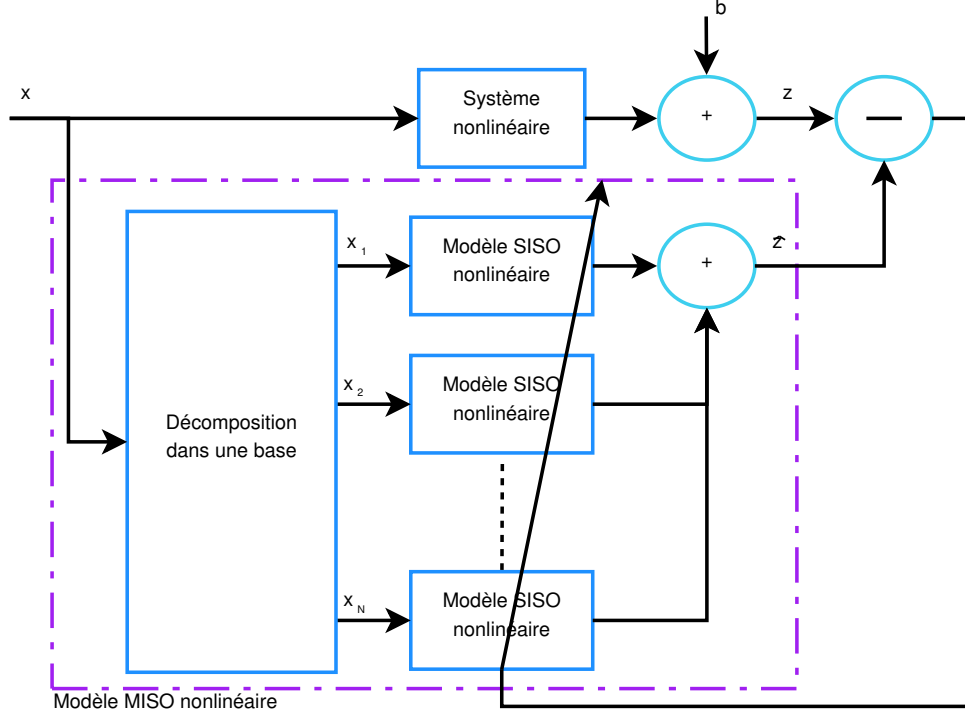 b
x
Système
nonlinéaire
+
z
—
x1
Modèle SISO
nonlinéaire
+
ẑ
x2
Modèle SISO
nonlinéaire
Décomposition
dans une base
xN
Modèle SISO
nonlinéaire
Modèle MISO nonlinéaire